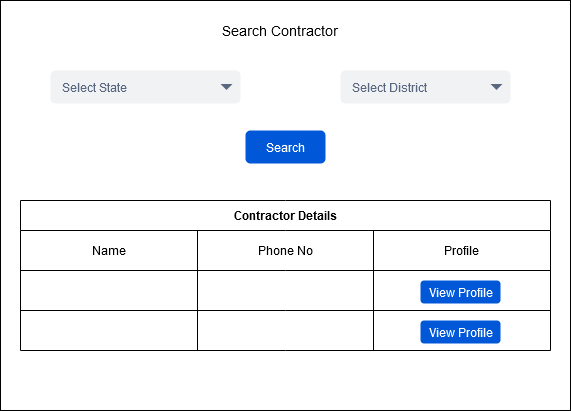 Search Contractor
Select State Select District
Search
Contractor Details
Name Phone No Profile
View Profile
View Profile